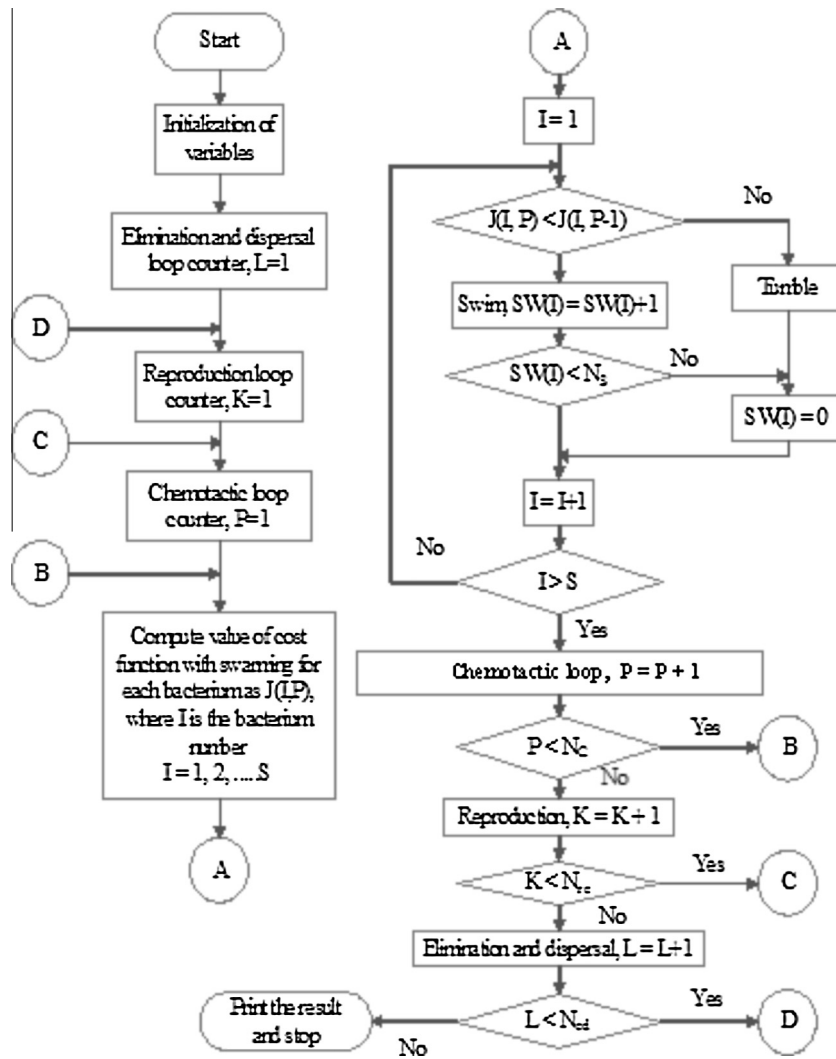 Start
Initialization of
variables
Elimination and dispersal
loop counter, L=1
D
Reproduction loop
counter, K=1
C
Chemotactic loop
counter, P=1
B
Compute value of cost
function with swarming for
each bacterium as J(I,P),
where I is the bacterium
number
I = 1, 2, .....S
A
A
I = 1
J(I, P) < J(I, P-1)
No
Swim, SW(I) = SW(I)+1
Tumble
SW(I) < NS
No
SW(I) = 0
I = I+1
No
I > S
Yes
Chemotactic loop, P = P + 1
P < NC
Yes
B
No
Reproduction, K = K + 1
K < Nre
Yes
C
No
Elimination and dispersal, L = L+1
L < Ned
Yes
D
No
Print the result
and stop